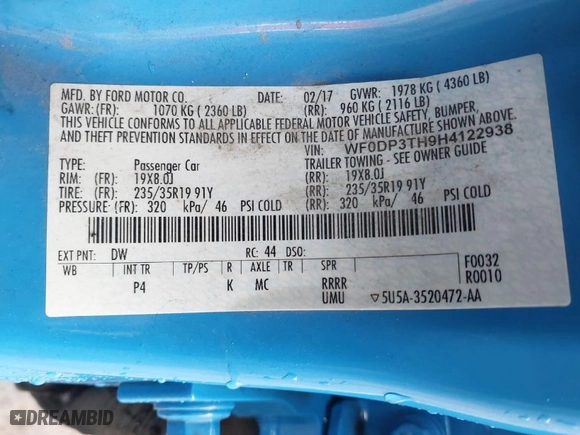 MFD. BY FORD MOTOR CO. DATE: 02/17 GVWR: 1978 KG ( 4360 LB)
GAWR: (FR): 1070 KG ( 2360 LB) (RR): 960 KG ( 2116 LB)
THIS VEHICLE CONFORMS TO ALL APPLICABLE FEDERAL MOTOR VEHICLE SAFETY, BUMPER,
AND THEFT PREVENTION STANDARDS IN EFFECT ON THE DATE OF MANUFACTURE SHOWN ABOVE.
VIN: WF0DP3TH9H4122938
TYPE: Passenger Car TRAILER TOWING - SEE OWNER GUIDE
RIM: (FR): 19X8.0J (RR): 19X8.0J
TIRE: (FR): 235/35R19 91Y (RR): 235/35R19 91Y
PRESSURE: (FR): 320 kPa/ 46 PSI COLD (RR): 320 kPa/ 46 PSI COLD
EXT PNT: DW RC: 44 DSO:
WB INT TR TP/PS R AXLE TR SPR F0032
P4 K MC RRRR R0010
UMU ▽5U5A-3520472-AA
DREAMBID